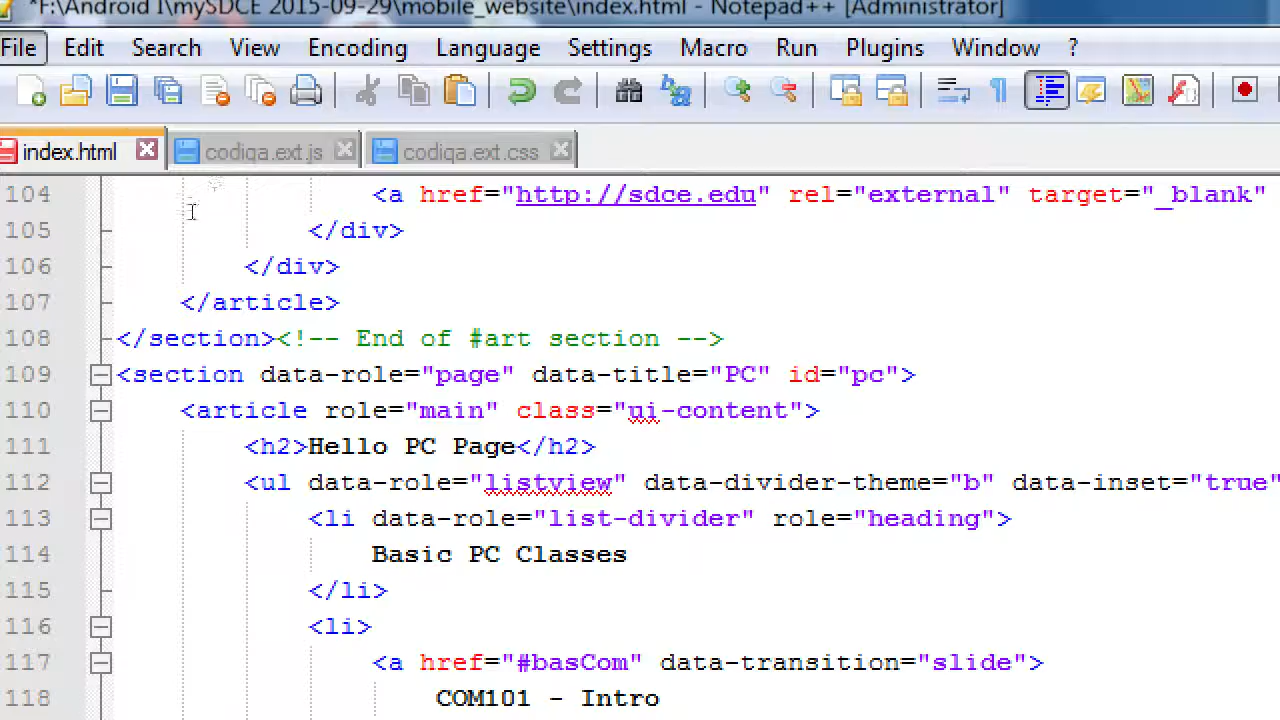 *F:\Android I\mySDCE 2015-09-29\mobile_website\index.html - Notepad++ [Administrator]
File Edit Search View Encoding Language Settings Macro Run Plugins Window ?
index.html codiqa.ext.js codiqa.ext.css
104 <a href="http://sdce.edu" rel="external" target="_blank"
105 </div>
106 </div>
107 </article>
108 </section><!-- End of #art section -->
109 <section data-role="page" data-title="PC" id="pc">
110 <article role="main" class="ui-content">
111 <h2>Hello PC Page</h2>
112 <ul data-role="listview" data-divider-theme="b" data-inset="true"
113 <li data-role="list-divider" role="heading">
114 Basic PC Classes
115 </li>
116 <li>
117 <a href="#basCom" data-transition="slide">
118 COM101 - Intro